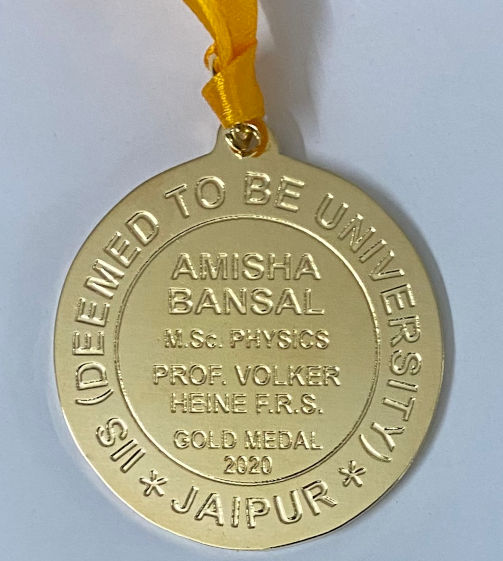 IIS (DEEMED TO BE UNIVERSITY)
* JAIPUR *
AMISHA
BANSAL
M.Sc. PHYSICS
PROF. VOLKER
HEINE F.R.S.
GOLD MEDAL
2020